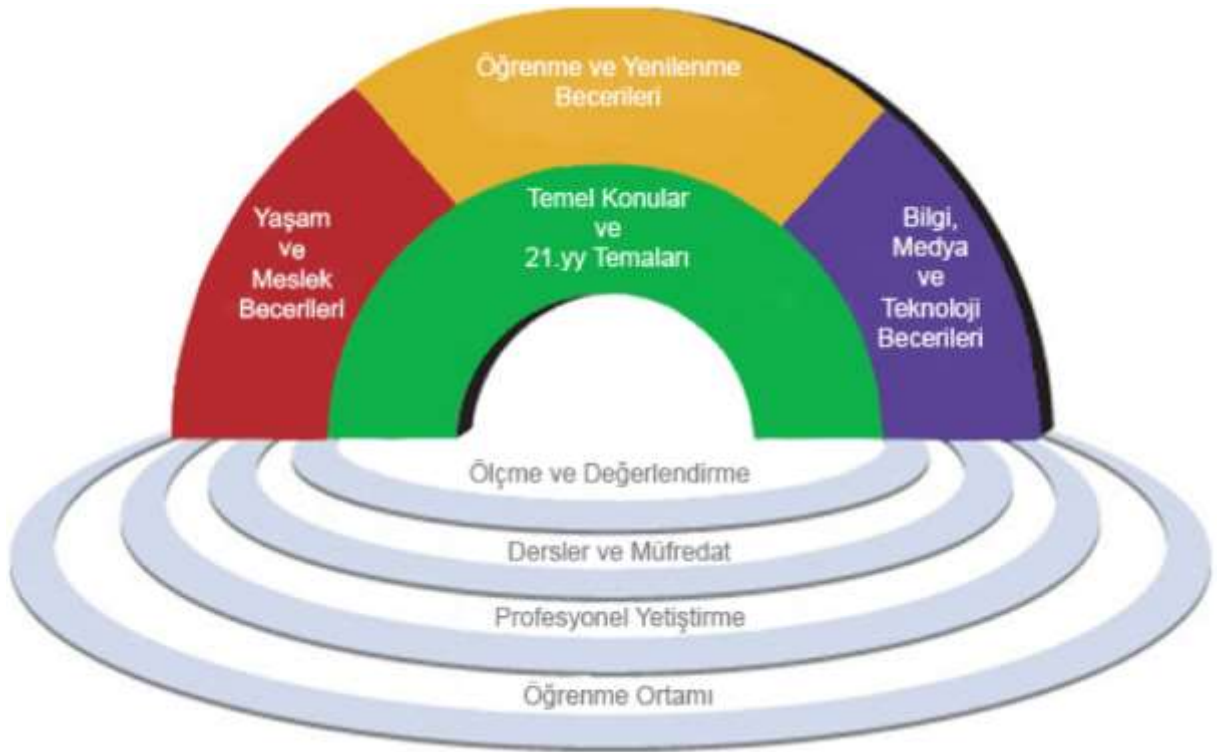 Öğrenme ve Yenilenme
Becerileri
Yaşam
ve
Meslek
Becerileri
Temel Konular
ve
21.yy Temaları
Bilgi,
Medya
ve
Teknoloji
Becerileri
Ölçme ve Değerlendirme
Dersler ve Müfredat
Profesyonel Yetiştirme
Öğrenme Ortamı